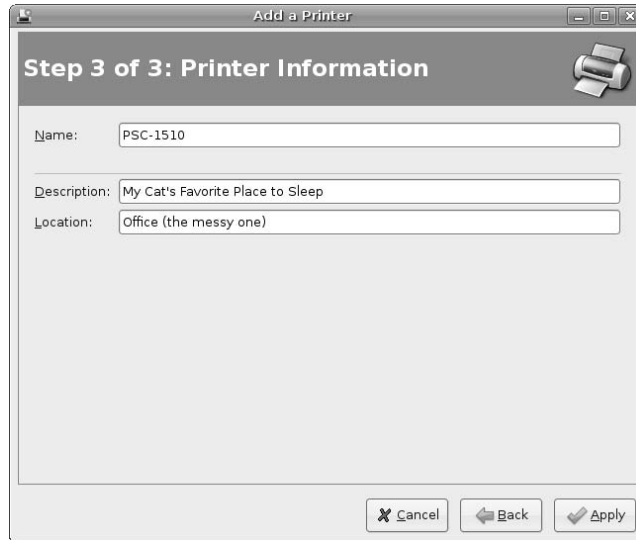 Add a Printer
Step 3 of 3: Printer Information
Name: PSC-1510
Description: My Cat's Favorite Place to Sleep
Location: Office (the messy one)
Cancel Back Apply